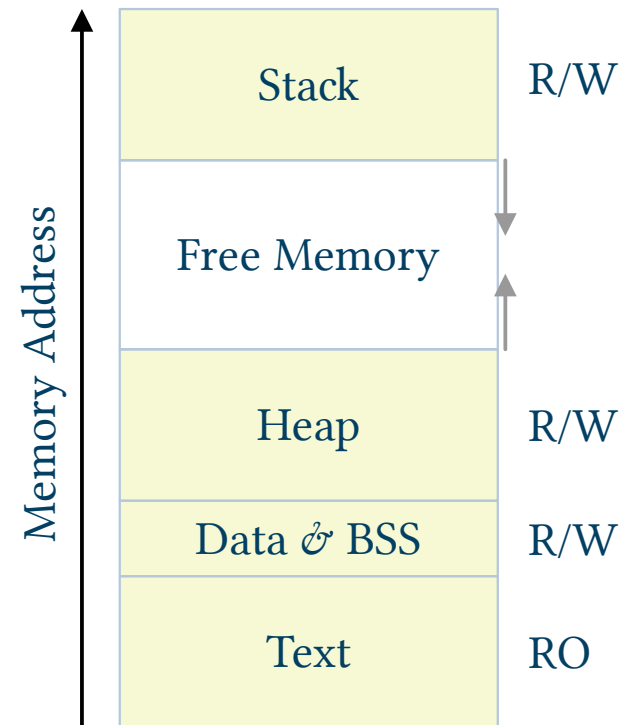 Stack R/W
Free Memory
Memory Address
Heap R/W
Data & BSS R/W
Text RO